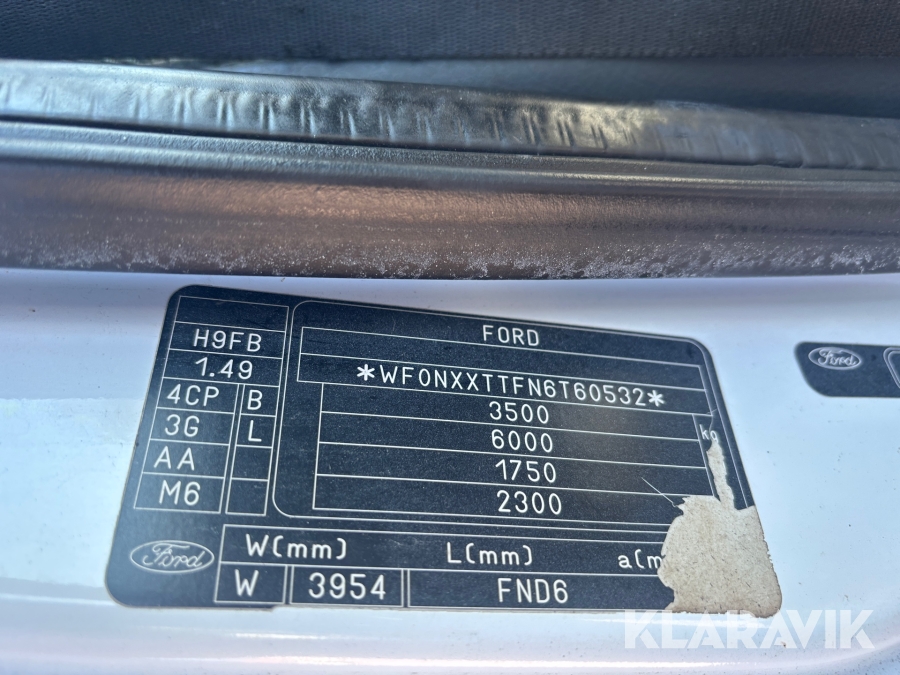 FORD
*WF0NXXTTFN6T60532*
3500
6000
1750
2300
kg
H9FB
1.49
4CP B
3G L
AA
M6
Ford
W(mm) L(mm) a(m
W 3954 FND6
Ford
KLARAVIK